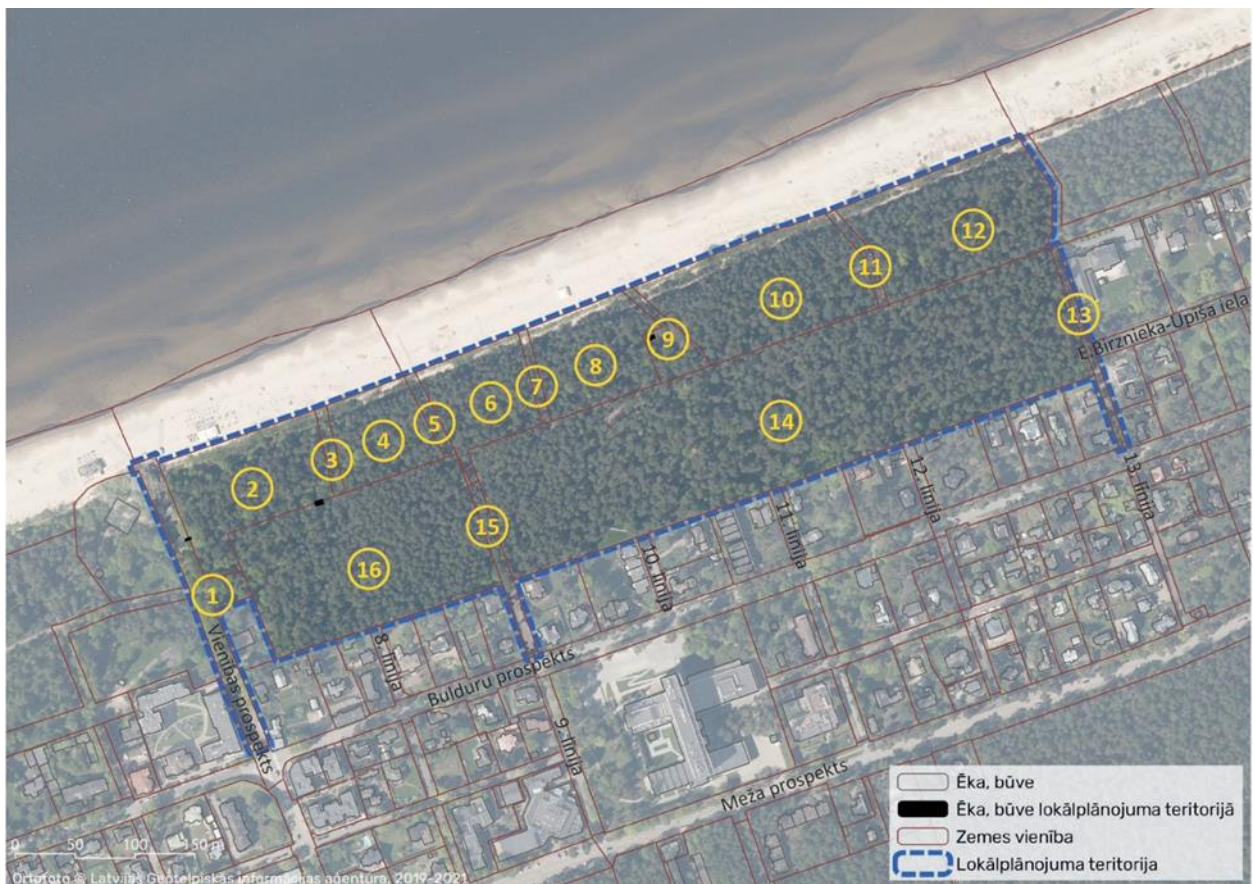 12
11
13
10
E.Birznieka-Upīša iela
9
8
7
6
14
5
4
12. līnija
13. līnija
3
2
11. līnija
15
10. līnija
16
1
8. līnija
Vienības prospekts
Bulduru prospekts
9. līnija
Meža prospekts
Ēka, būve
Ēka, būve lokālplānojuma teritorijā
Zemes vienība
Lokālplānojuma teritorija
0 50 100 150 m
Ortofoto © Latvijas Ģeotelpiskās informācijas aģentūra, 2019-2021